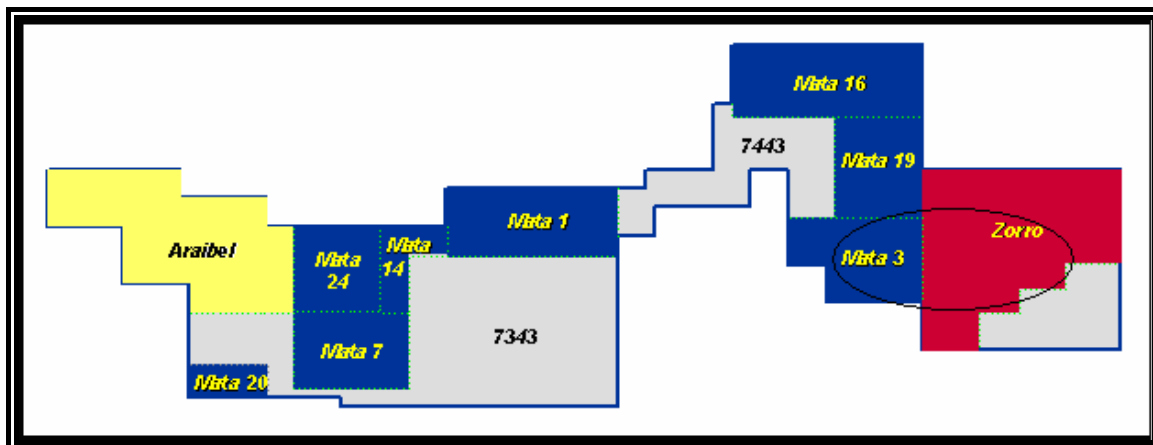 Mata 16
7443
Mata 19
Mata 1
Zorro
Araibel
Mata
14
Mata
24
Mata 3
7343
Mata 7
Mata 20